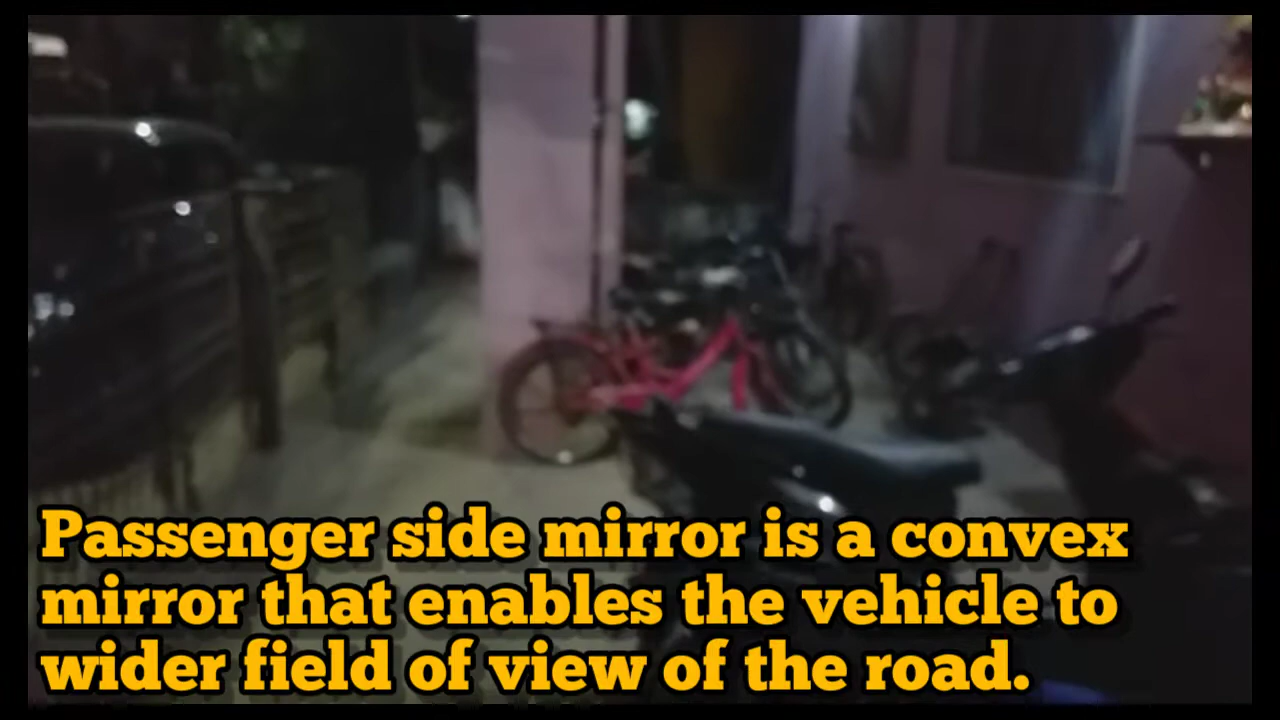 Passenger side mirror is a convex
mirror that enables the vehicle to
wider field of view of the road.